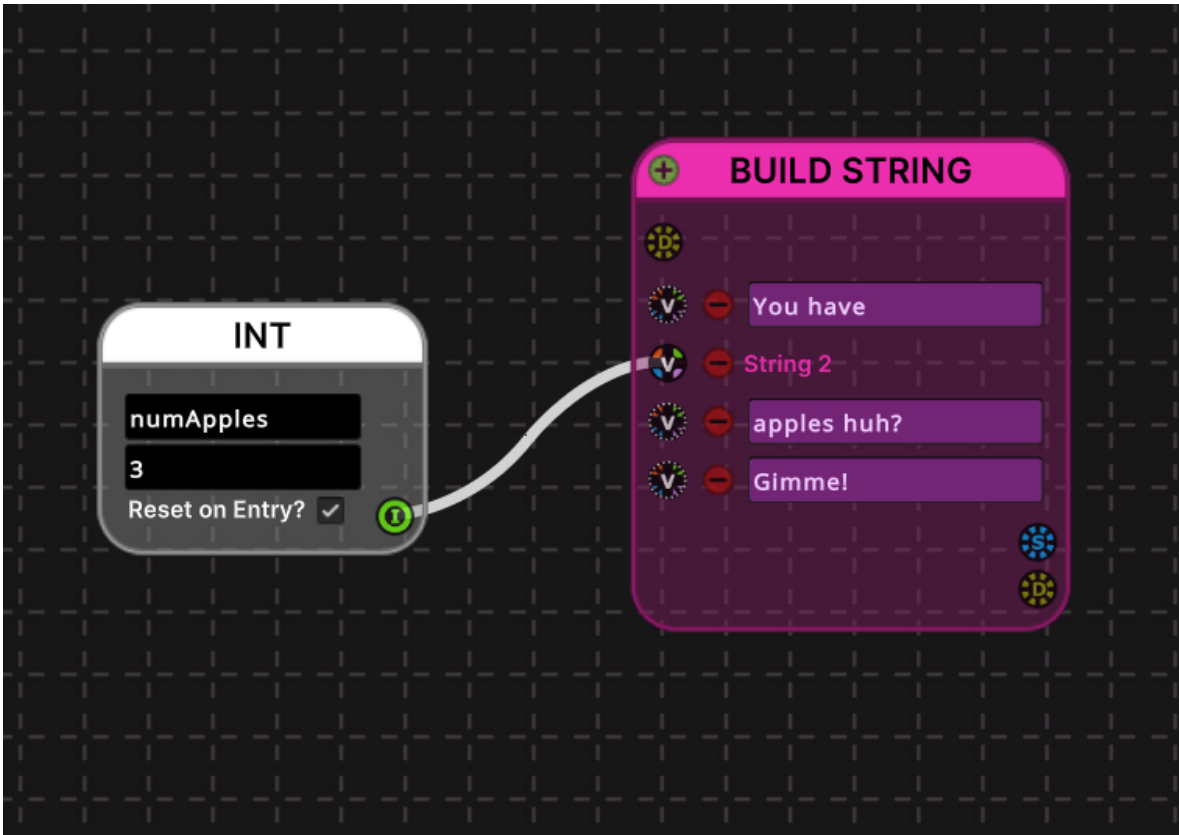 BUILD STRING
D
V You have
INT
V String 2
numApples
V apples huh?
3
V Gimme!
Reset on Entry?
I
S
D